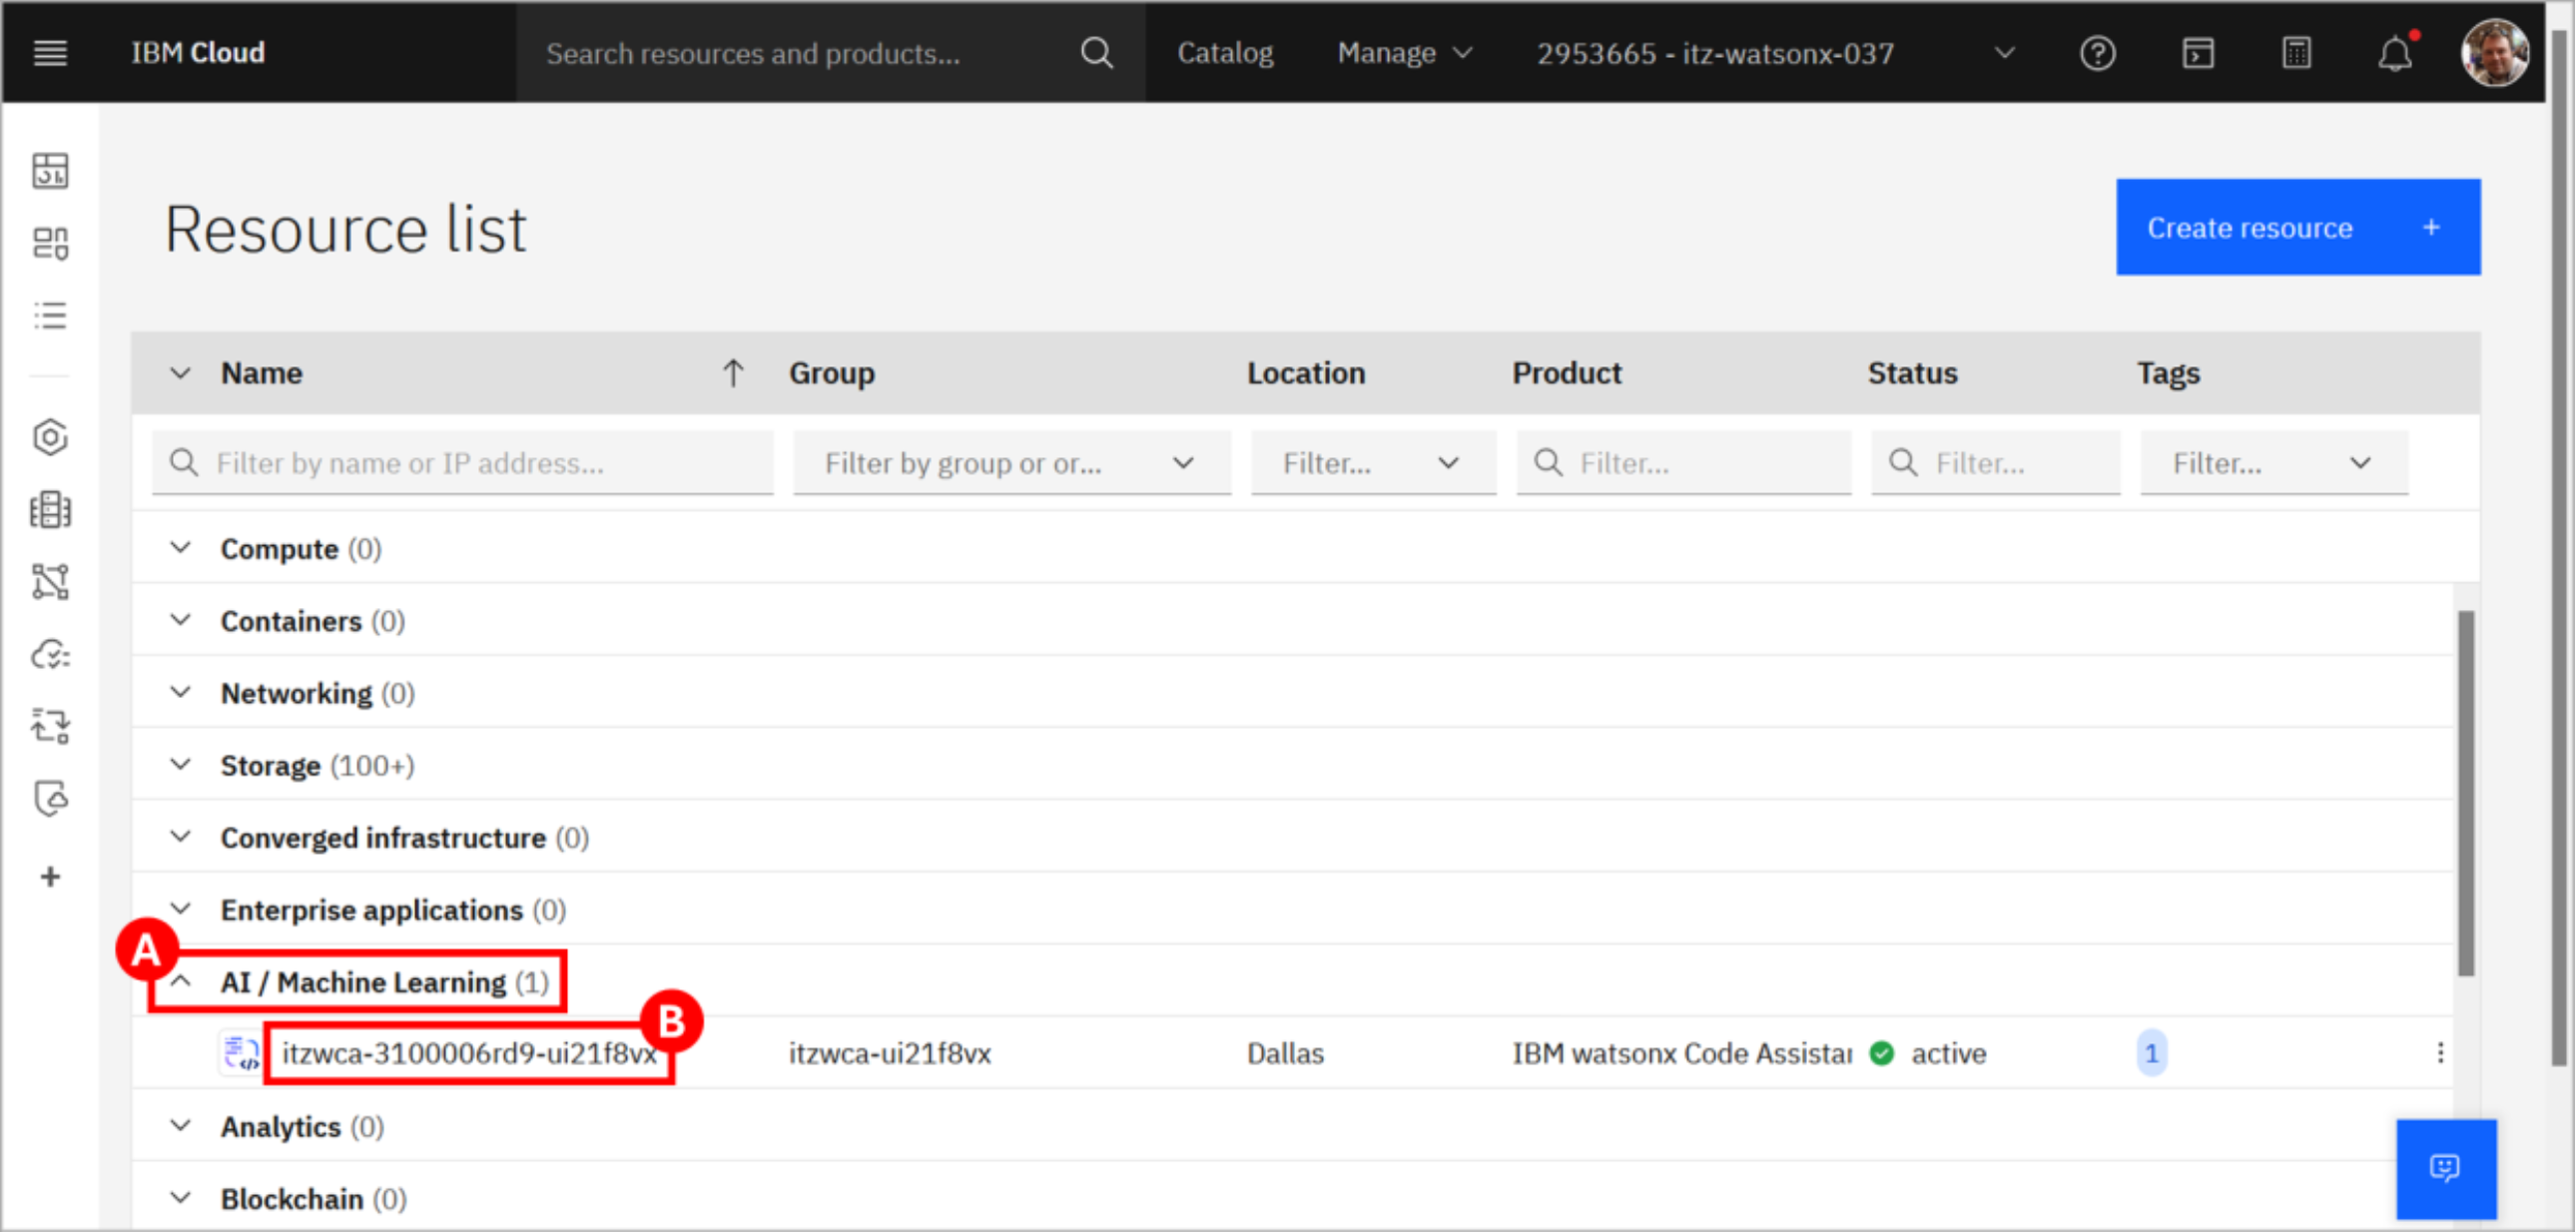 IBM Cloud
Search resources and products...
Catalog
Manage
2953665 - itz-watsonx-037
Resource list
Create resource +
Name
Group
Location
Product
Status
Tags
Filter by name or IP address...
Filter by group or or...
Filter...
Filter...
Filter...
Filter...
Compute (0)
Containers (0)
Networking (0)
Storage (100+)
Converged infrastructure (0)
Enterprise applications (0)
A
AI / Machine Learning (1)
B
itzwca-3100006rd9-ui21f8vx
itzwca-ui21f8vx
Dallas
IBM watsonx Code Assistar
active
1
Analytics (0)
Blockchain (0)